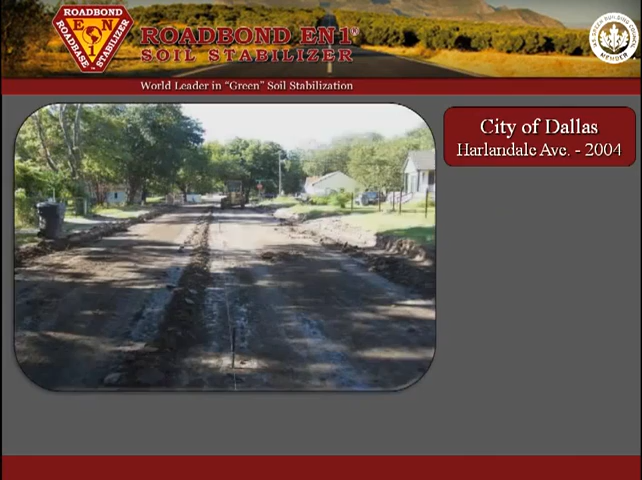 ROADBOND
EN1
ROADBASE STABILIZER
ROADBOND EN1
SOIL STABILIZER
World Leader in "Green" Soil Stabilization
City of Dallas
Harlandale Ave. - 2004
MEMBER